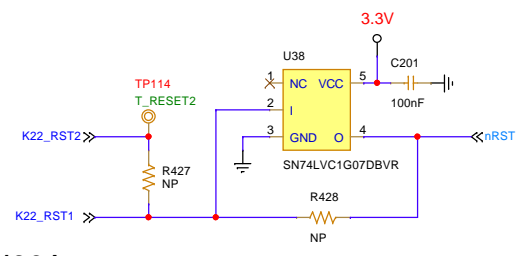 3.3V
U38
C201
TP114
T_RESET2
1
NC
VCC
5
100nF
2
I
K22_RST2
3
GND
O
4
nRST
SN74LVC1G07DBVR
R427
NP
R428
K22_RST1
NP